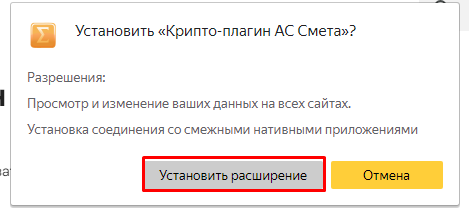 Установить «Крипто-плагин АС Смета»?
Разрешения:
Просмотр и изменение ваших данных на всех сайтах.
Установка соединения со смежными нативными приложениями
Установить расширение
Отмена